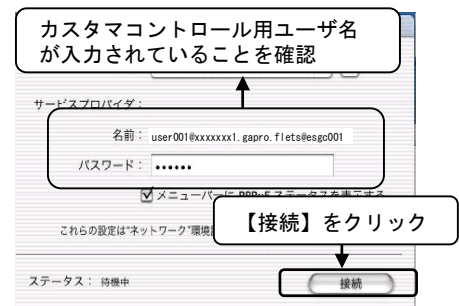 カスタマコントロール用ユーザ名
が入力されていることを確認
サービスプロバイダ：
名前： user001@xxxxxxx1.gapro.flets@esgc001
パスワード： ••••••
メニューバーに PPPoE ステータスを表示する
これらの設定は“ネットワーク”環境
【接続】をクリック
ステータス： 待機中
接続